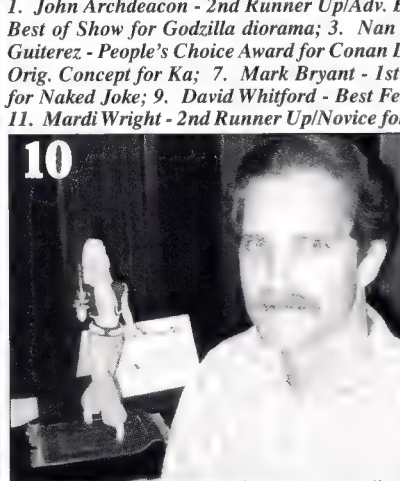 1. John Archdeacon - 2nd Runner Up/Adv.
Best of Show for Godzilla diorama; 3. Nan
Guiterez - People's Choice Award for Conan
Orig. Concept for Ka; 7. Mark Bryant - 1st
for Naked Joke; 9. David Whitford - Best
11. Mardi Wright - 2nd Runner Up/Novice
10